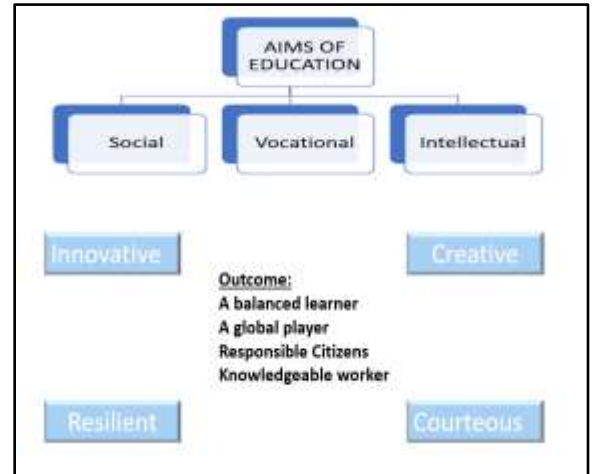 AIMS OF
EDUCATION
Social
Vocational
Intellectual
Innovative
Creative
Outcome:
A balanced learner
A global player
Responsible Citizens
Knowledgeable worker
Resilient
Courteous